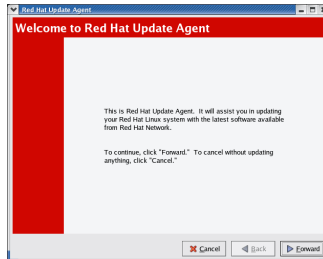 Red Hat Update Agent
Welcome to Red Hat Update Agent
This is Red Hat Update Agent. It will assist you in updating
your Red Hat Linux system with the latest software available
from Red Hat Network.
To continue, click "Forward." To cancel without updating
anything, click "Cancel."
Cancel
Back
Forward